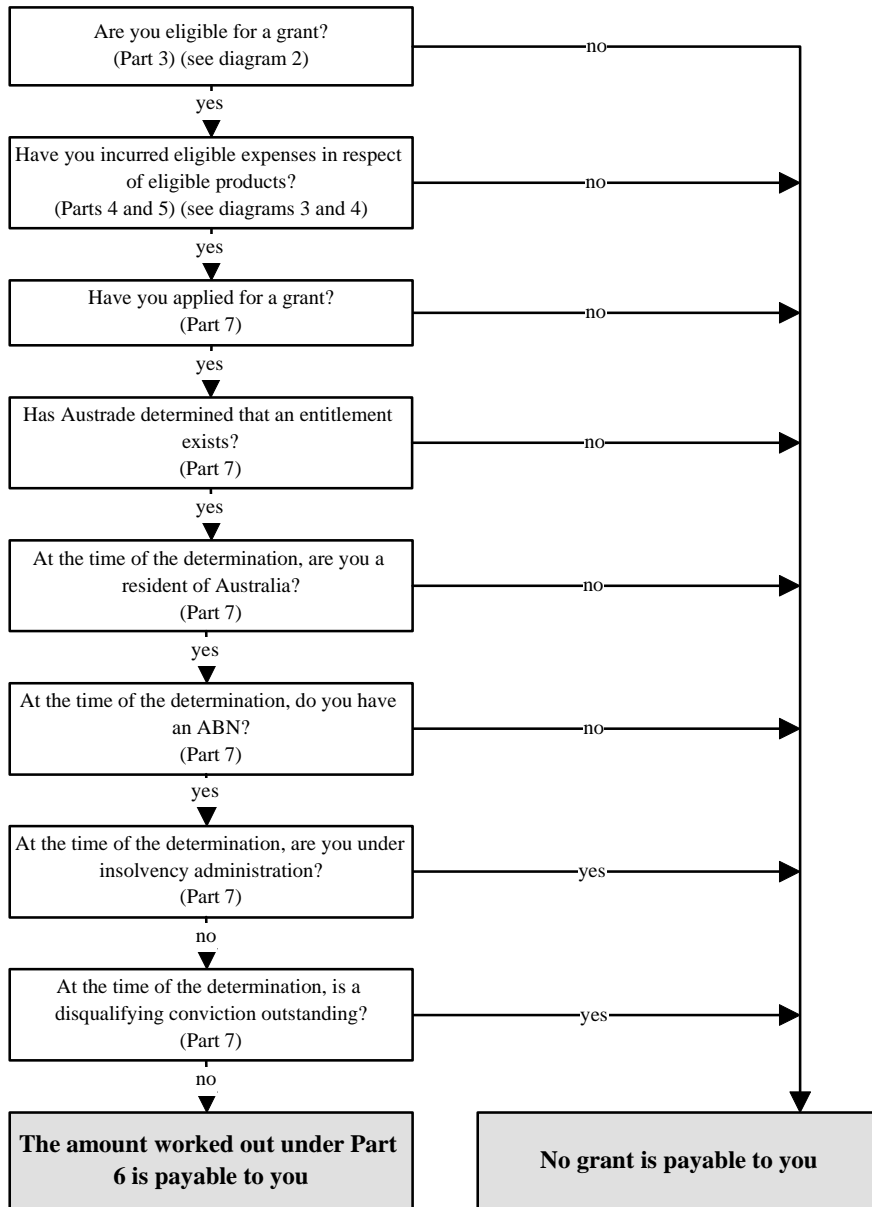 Are you eligible for a grant?
(Part 3) (see diagram 2)
no
yes
Have you incurred eligible expenses in respect
of eligible products?
(Parts 4 and 5) (see diagrams 3 and 4)
no
yes
Have you applied for a grant?
(Part 7)
no
yes
Has Austrade determined that an entitlement
exists?
(Part 7)
no
yes
At the time of the determination, are you a
resident of Australia?
(Part 7)
no
yes
At the time of the determination, do you have
an ABN?
(Part 7)
no
yes
At the time of the determination, are you under
insolvency administration?
(Part 7)
yes
no
At the time of the determination, is a
disqualifying conviction outstanding?
(Part 7)
yes
no
The amount worked out under Part
6 is payable to you
No grant is payable to you